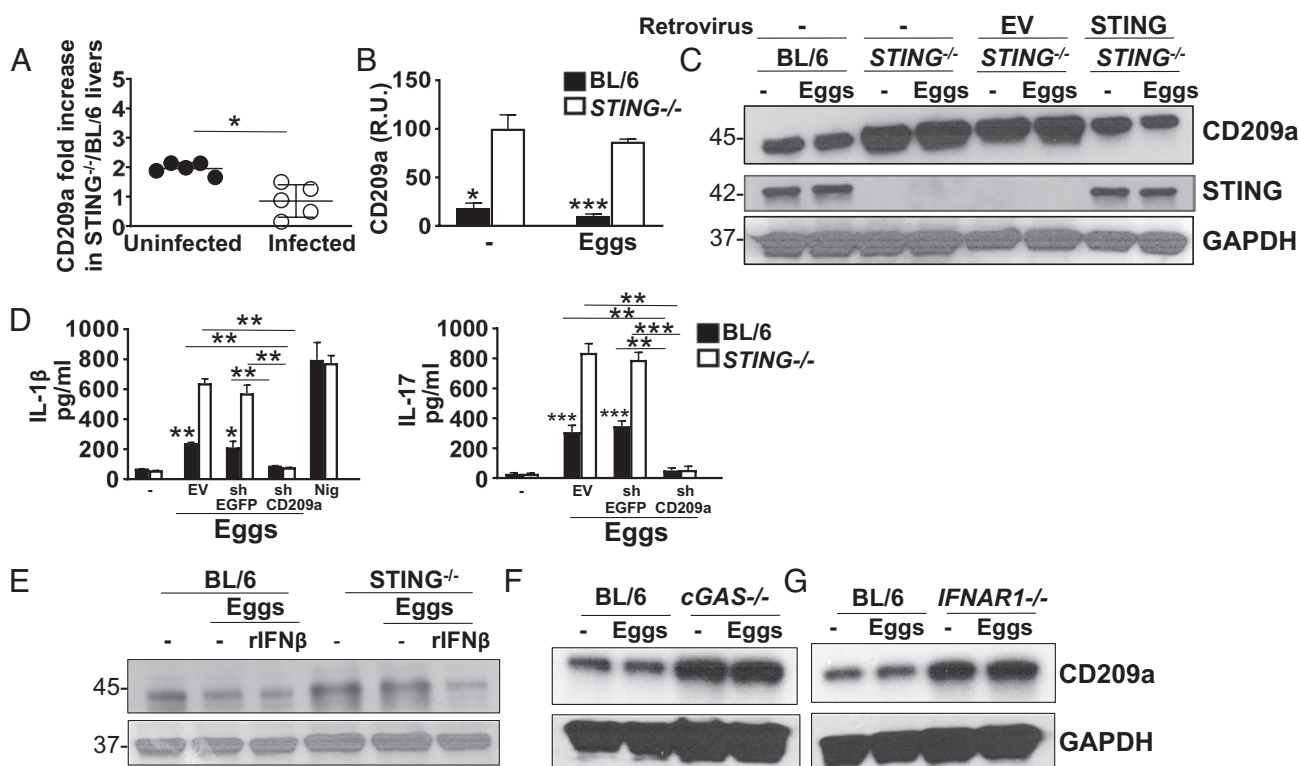 A
CD209a fold increase
in STING-/-/BL/6 livers
5
4
3
2
1
0
*
Uninfected Infected
B
CD209a (R.U.)
150
100
50
0
BL/6
STING-/-
*
***
- Eggs
C
Retrovirus - - EV STING
BL/6 STING-/- STING-/- STING-/-
- Eggs - Eggs - Eggs - Eggs
45- CD209a
42- STING
37- GAPDH
D
IL-1β
pg/ml
1000
800
600
400
200
0
**
**
**
**
** *
- EV sh sh Nig
EGFP CD209a
Eggs
IL-17
pg/ml
1000
800
600
400
200
0
**
**
***
**
*** ***
BL/6
STING-/-
- EV sh sh
EGFP CD209a
Eggs
E
BL/6 STING-/-
Eggs Eggs
- - rIFNβ - - rIFNβ
45-
37-
F
BL/6 cGAS-/-
- Eggs - Eggs
G
BL/6 IFNAR1-/-
- Eggs - Eggs
CD209a
GAPDH